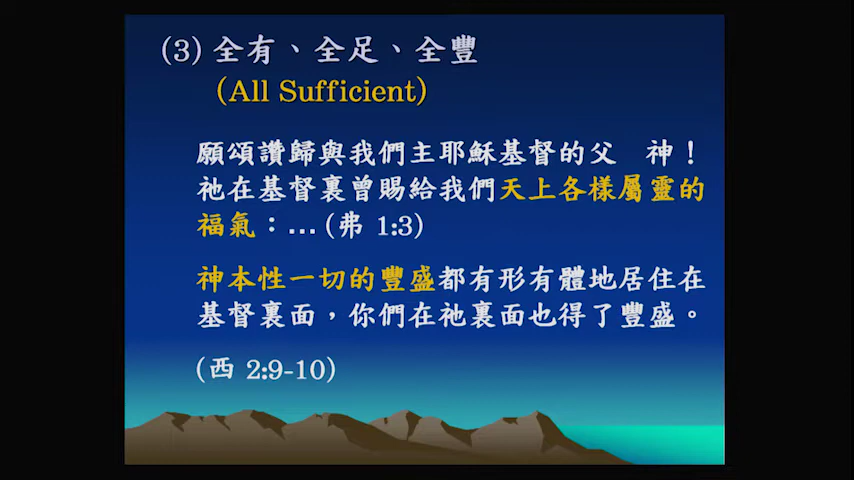 (3) 全有、全足、全豐
(All Sufficient)
願頌讚歸與我們主耶穌基督的父　神！
祂在基督裏曾賜給我們天上各樣屬靈的
福氣：…(弗 1:3)
神本性一切的豐盛都有形有體地居住在
基督裏面，你們在祂裏面也得了豐盛。
(西 2:9-10)